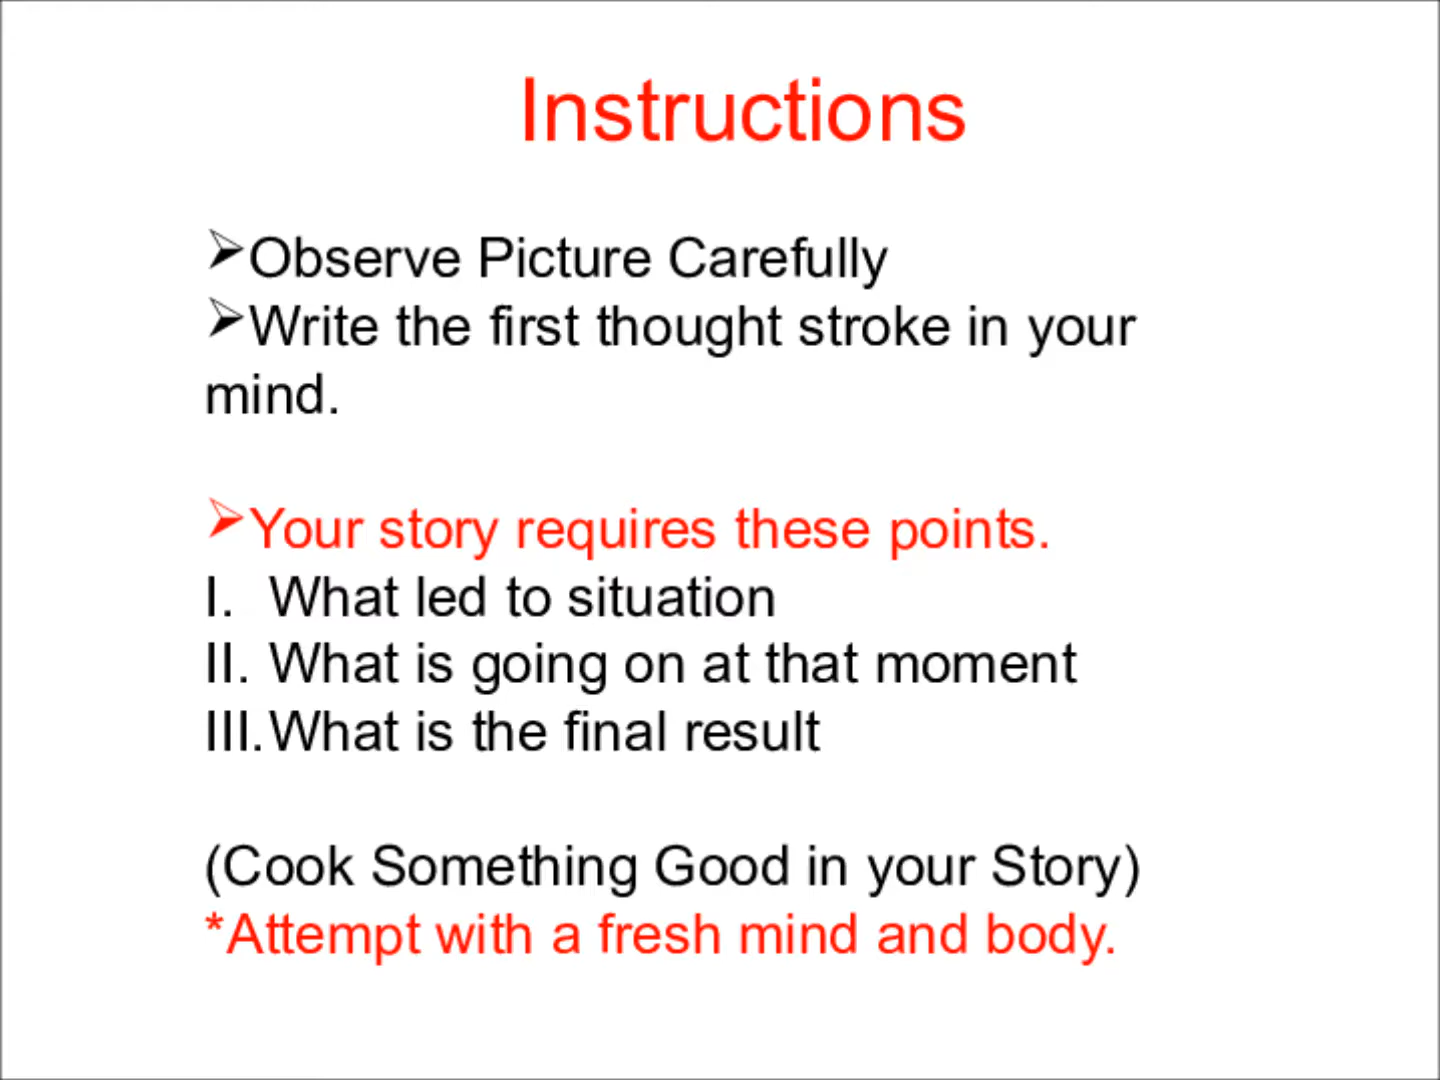 Instructions
➢Observe Picture Carefully
➢Write the first thought stroke in your
mind.
➢Your story requires these points.
I. What led to situation
II. What is going on at that moment
III.What is the final result
(Cook Something Good in your Story)
*Attempt with a fresh mind and body.